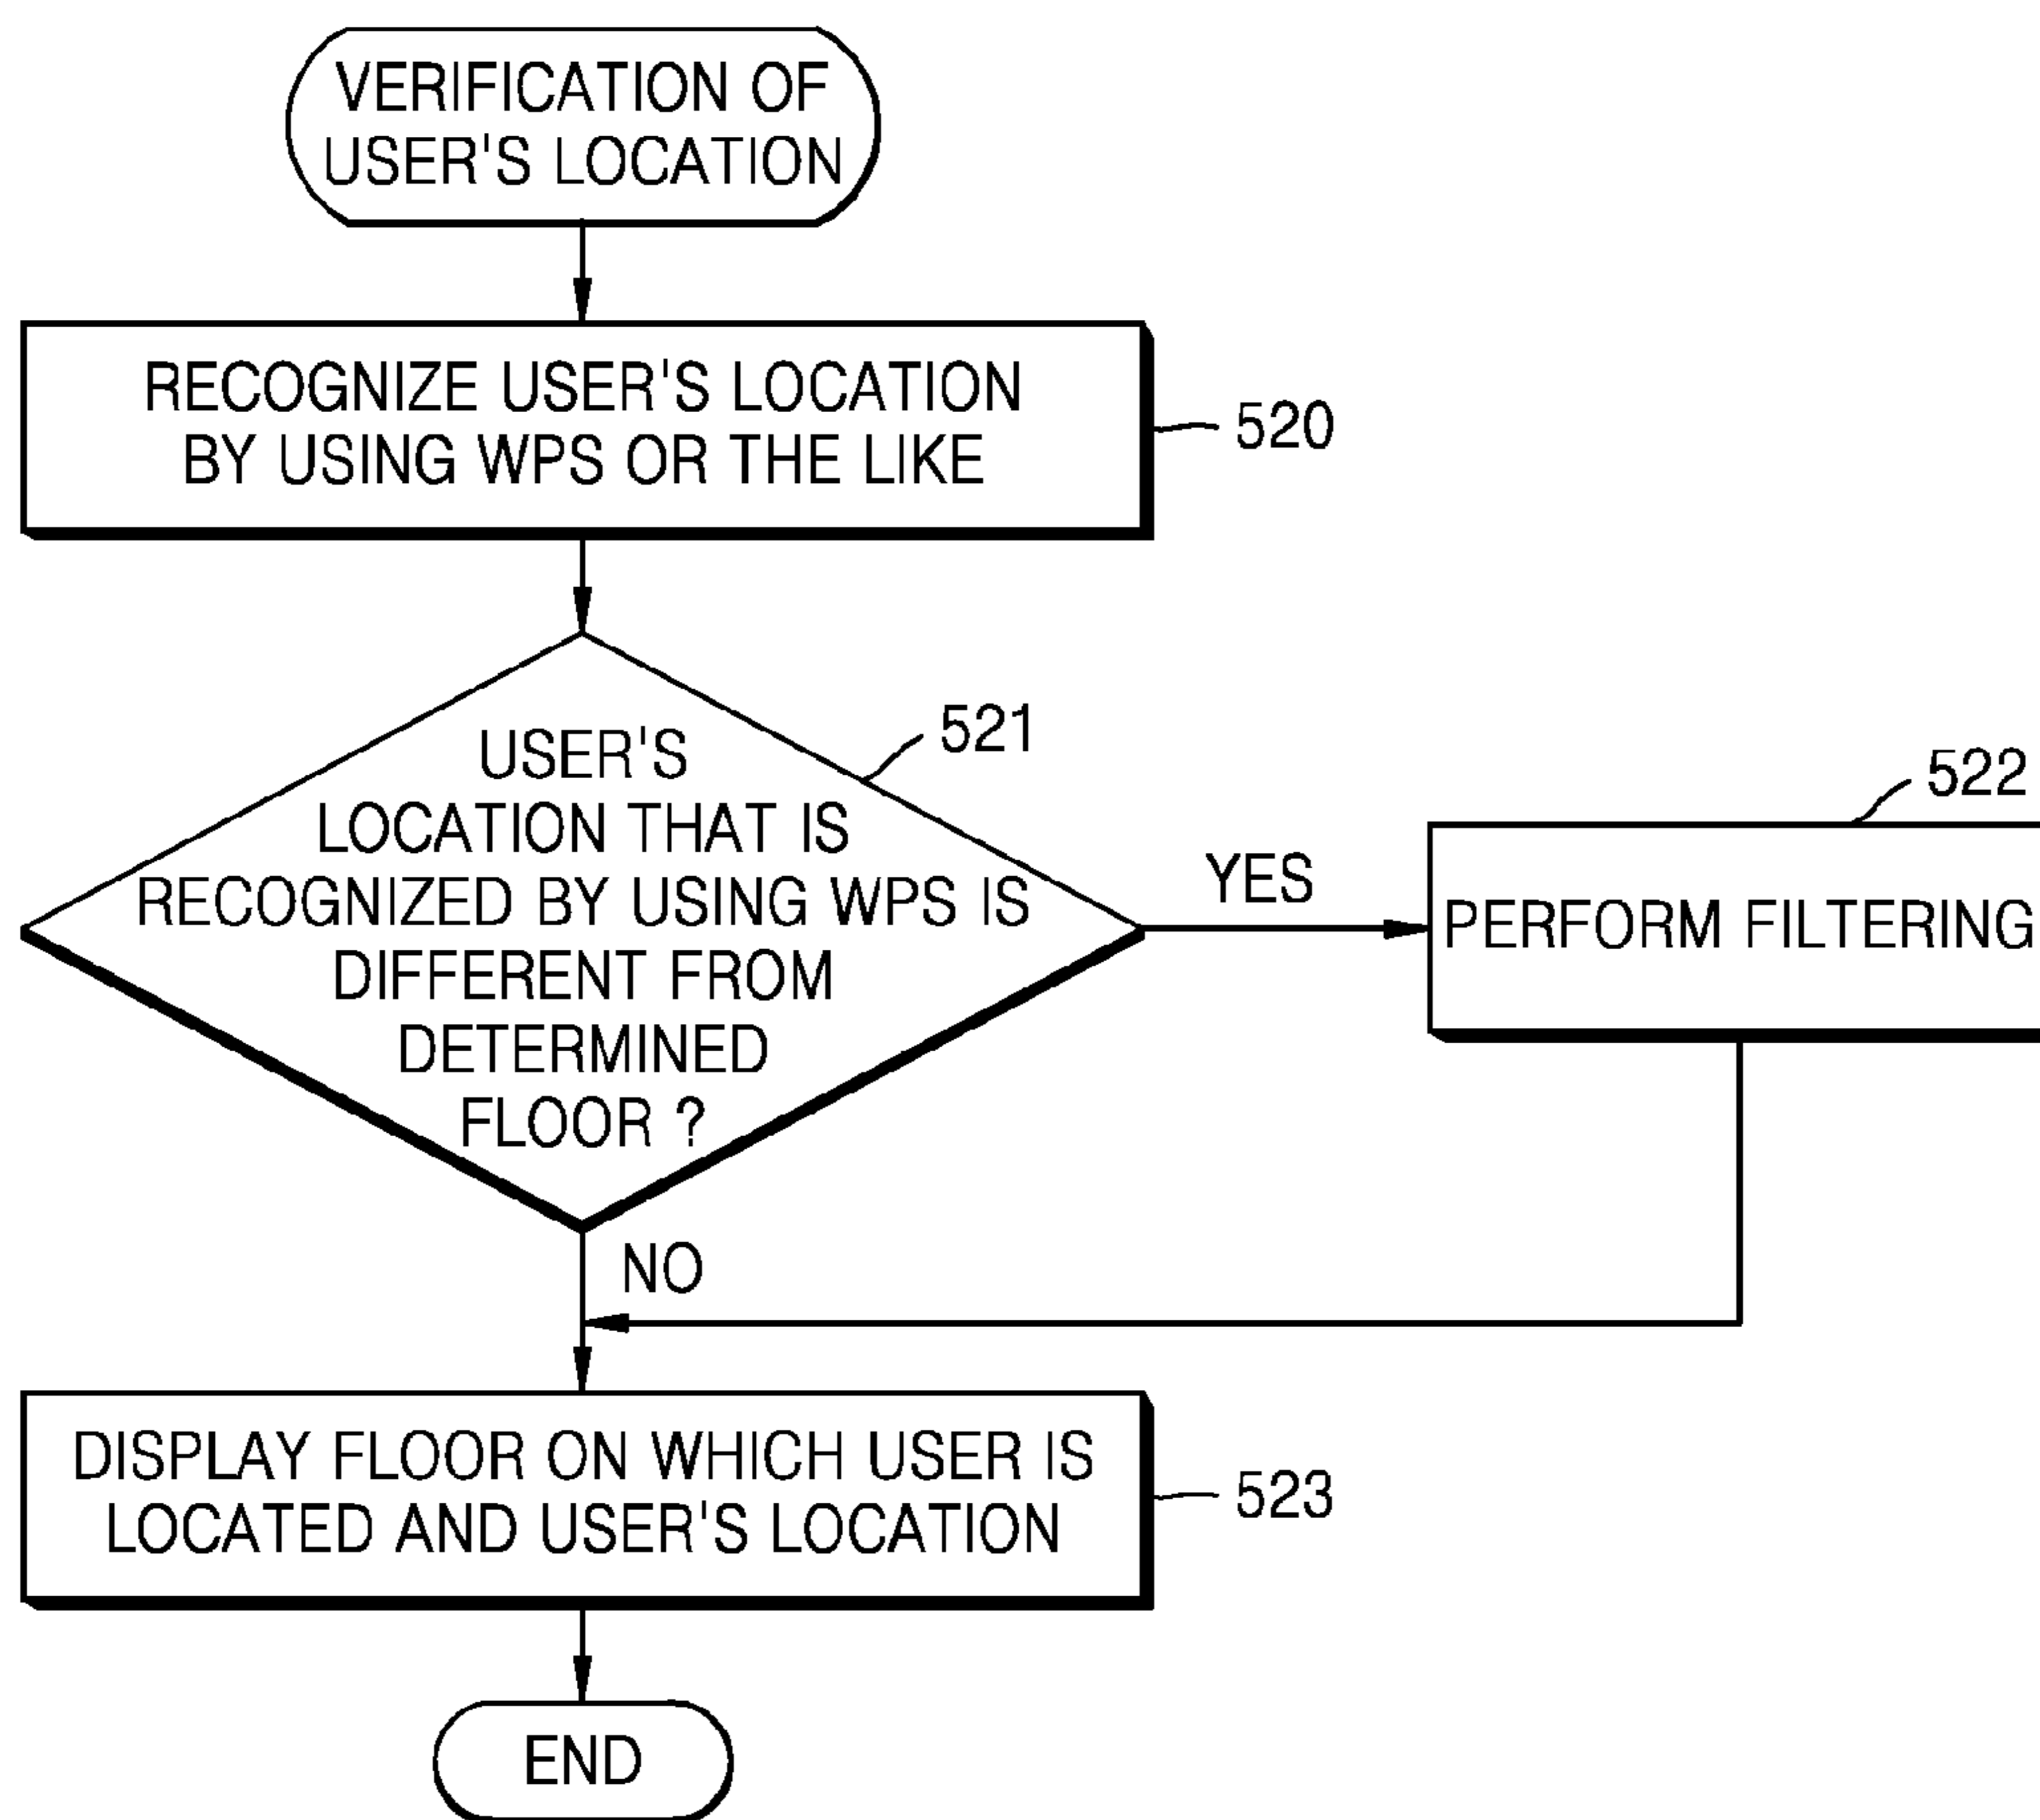 VERIFICATION OF
USER'S LOCATION
RECOGNIZE USER'S LOCATION
BY USING WPS OR THE LIKE
520
USER'S
LOCATION THAT IS
RECOGNIZED BY USING WPS IS
DIFFERENT FROM
DETERMINED
FLOOR ?
521
YES
522
PERFORM FILTERING
NO
DISPLAY FLOOR ON WHICH USER IS
LOCATED AND USER'S LOCATION
523
END